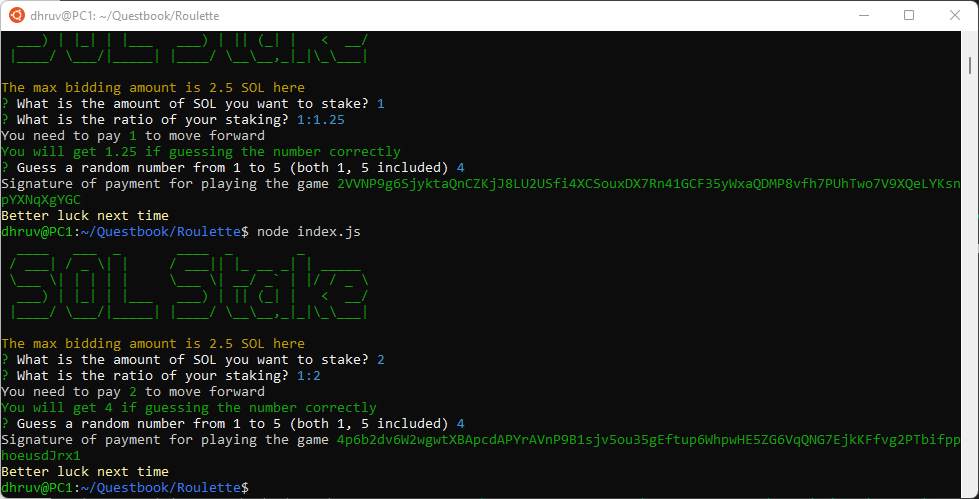 dhruv@PC1: ~/Questbook/Roulette
The max bidding amount is 2.5 SOL here
? What is the amount of SOL you want to stake? 1
? What is the ratio of your staking? 1:1.25
You need to pay 1 to move forward
You will get 1.25 if guessing the number correctly
? Guess a random number from 1 to 5 (both 1, 5 included) 4
Signature of payment for playing the game 2VVNP9g6SjyktaQnCZKjJ8LU2USfi4XCSouxDX7Rn41GCF35yWxaQDMP8vfh7PUhTwo7V9XQeLYKsn
pYXNqXgYGC
Better luck next time
dhruv@PC1:~/Questbook/Roulette$ node index.js
SOL Stake
The max bidding amount is 2.5 SOL here
? What is the amount of SOL you want to stake? 2
? What is the ratio of your staking? 1:2
You need to pay 2 to move forward
You will get 4 if guessing the number correctly
? Guess a random number from 1 to 5 (both 1, 5 included) 4
Signature of payment for playing the game 4p6b2dv6W2wgwtXBApcdAPYrAVnP9B1sjv5ou35gEftup6WhpwHE5ZG6VqQNG7EjkKFfvg2PTbifpp
hoeusdJrx1
Better luck next time
dhruv@PC1:~/Questbook/Roulette$